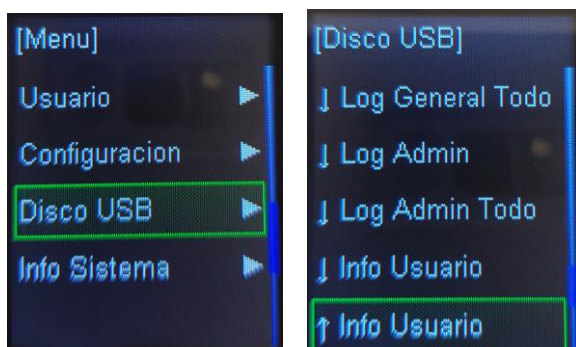 [Menu]
Usuario
Configuracion
Disco USB
Info Sistema
[Disco USB]
↓ Log General Todo
↓ Log Admin
↓ Log Admin Todo
↓ Info Usuario
↑ Info Usuario